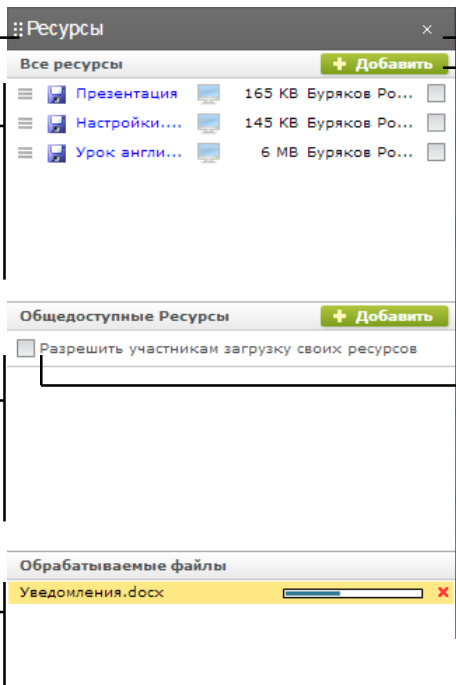 Ресурсы ×
Все ресурсы + Добавить
Презентация 165 KB Буряков Ро...
Настройки.... 145 KB Буряков Ро...
Урок англи... 6 MB Буряков Ро...
Общедоступные Ресурсы + Добавить
Разрешить участникам загрузку своих ресурсов
Обрабатываемые файлы
Уведомления.docx